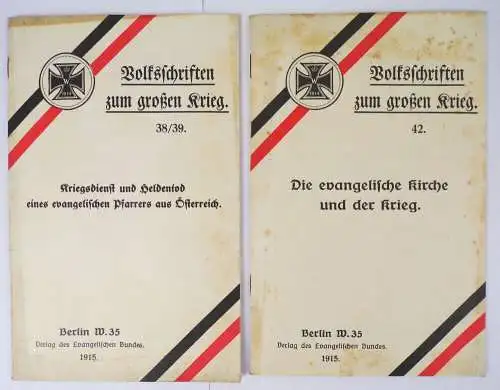 Volksschriften
zum großen Krieg.
38/39.
Kriegsdienst und Heldentod
eines evangelischen Pfarrers aus Österreich.
Berlin W. 35
Verlag des Evangelischen Bundes.
1915.
Volksschriften
zum großen Krieg.
42.
Die evangelische Kirche
und der Krieg.
Berlin W. 35
Verlag des Evangelischen Bundes.
1915.